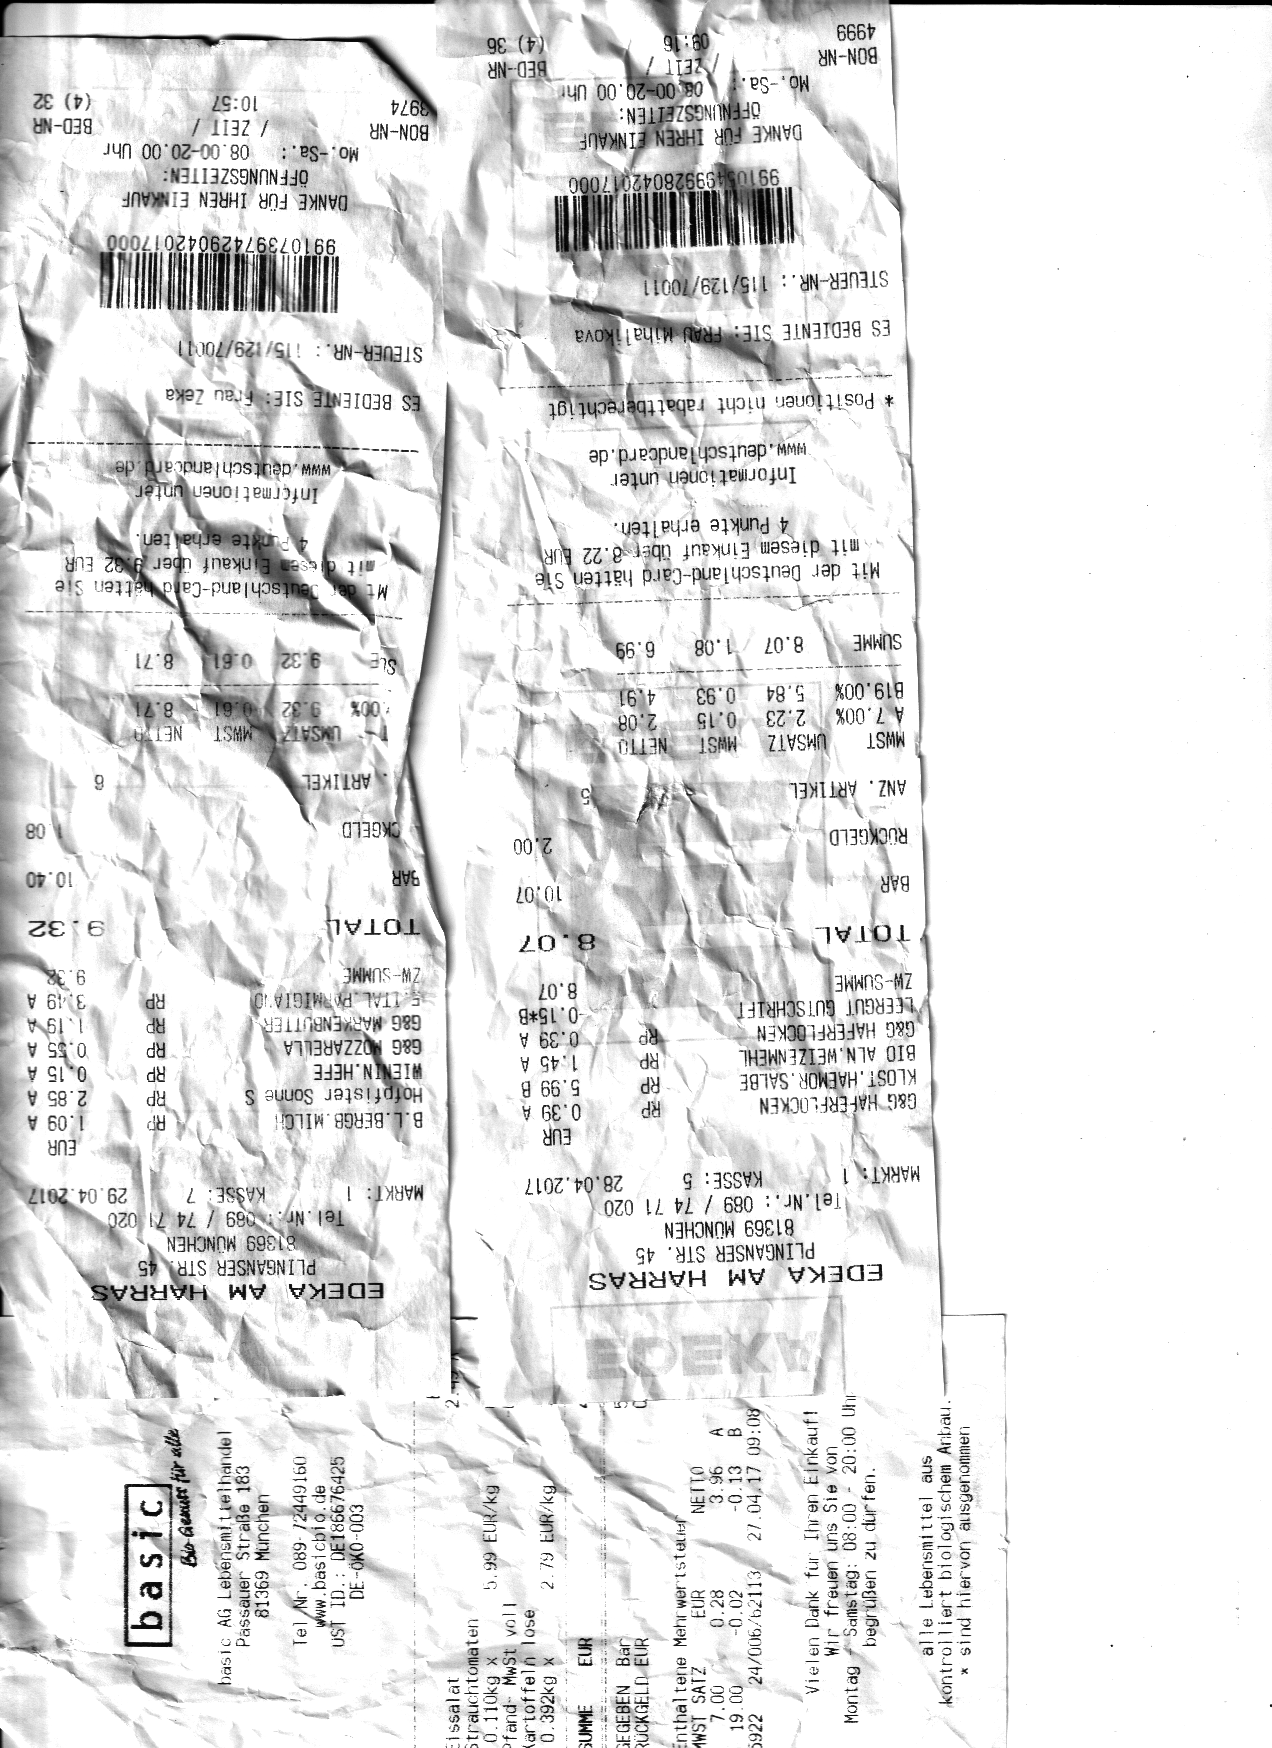 EDEKA AM HARRAS
PLINGANSER STR. 45
81369 MÜNCHEN
Tel.Nr.: 089 / 74 71 020
MARKT: 1 KASSE: 7 29.04.2017
EUR
B.L.BERGB.MILCH RP 1.09 A
Hofpfister Sonne S RP 2.85 A
WIENIN.HEFE RP 0.15 A
G&G MOZZARELLA RP 0.55 A
G&G MARKENBUTTER RP 1.19 A
ITAL.PARMIGIANO RP 3.49 A
ZW-SUMME 9.32
TOTAL 9.32
BAR 10.40
CKGELD 1.08
. ARTIKEL 6
UMSATZ MWST NETTO
00% 9.32 0.61 8.71
9.32 0.61 8.71
Mit der Deutschland-Card hätten Sie
mit diesem Einkauf über 9.32 EUR
4 Punkte erhalten.
Informationen unter
www.deutschlandcard.de
ES BEDIENTE SIE: Frau Zeka
STEUER-NR.: 115/129/70011
99107397429042017000
DANKE FÜR IHREN EINKAUF
ÖFFNUNGSZEITEN:
Mo.-Sa.: 08.00-20.00 Uhr
BON-NR / ZEIT / BED-NR
3974 10:57 (4) 32
EDEKA
EDEKA AM HARRAS
PLINGANSER STR. 45
81369 MÜNCHEN
Tel.Nr.: 089 / 74 71 020
MARKT: 1 KASSE: 5 28.04.2017
EUR
G&G HAFERFLOCKEN RP 0.39 A
KLOST.HAEMOR.SALBE RP 5.99 B
BIO ALN.WEIZENMEHL RP 1.45 A
G&G HAFERFLOCKEN RP 0.39 A
LEERGUT GUTSCHRIFT -0.15*B
ZW-SUMME 8.07
TOTAL 8.07
BAR 10.07
RÜCKGELD 2.00
ANZ. ARTIKEL 5
MWST UMSATZ MWST NETTO
A 7.00% 2.23 0.15 2.08
B19.00% 5.84 0.93 4.91
SUMME 8.07 1.08 6.99
Mit der Deutschland-Card hätten Sie
mit diesem Einkauf über 8.22 EUR
4 Punkte erhalten.
Informationen unter
www.deutschlandcard.de
* Positionen nicht rabattberechtigt
ES BEDIENTE SIE: FRAU Mihalikova
STEUER-NR.: 115/129/70011
99105499928042017000
DANKE FÜR IHREN EINKAUF
ÖFFNUNGSZEITEN:
Mo.-Sa.: 08.00-20.00 Uhr
BON-NR / ZEIT / BED-NR
4999 09:16 (4) 36
basic
Bio-Genuss für alle
basic AG Lebensmittelhandel
Passauer Straße 183
81369 München
Tel Nr. 089-72449160
www.basicbio.de
UST ID.: DE186676425
DE-ÖKO-003
Eissalat
Strauchtomaten
0.110kg x 5.99 EUR/kg
Pfand- MwSt voll
Kartoffeln lose
0.392kg x 2.79 EUR/kg
SUMME EUR
GEGEBEN Bar
RÜCKGELD EUR
Enthaltene Mehrwertsteuer
MWST SATZ EUR NETTO
7.00 0.28 3.96 A
19.00 -0.02 -0.13 B
5922 24/006/62113 27.04.17 09:08
Vielen Dank für Ihren Einkauf!
Wir freuen uns Sie von
Montag - Samstag: 08:00 - 20:00 Uhr
begrüßen zu dürfen.
alle Lebensmittel aus
kontrolliert biologischem Anbau.
* sind hiervon ausgenommen